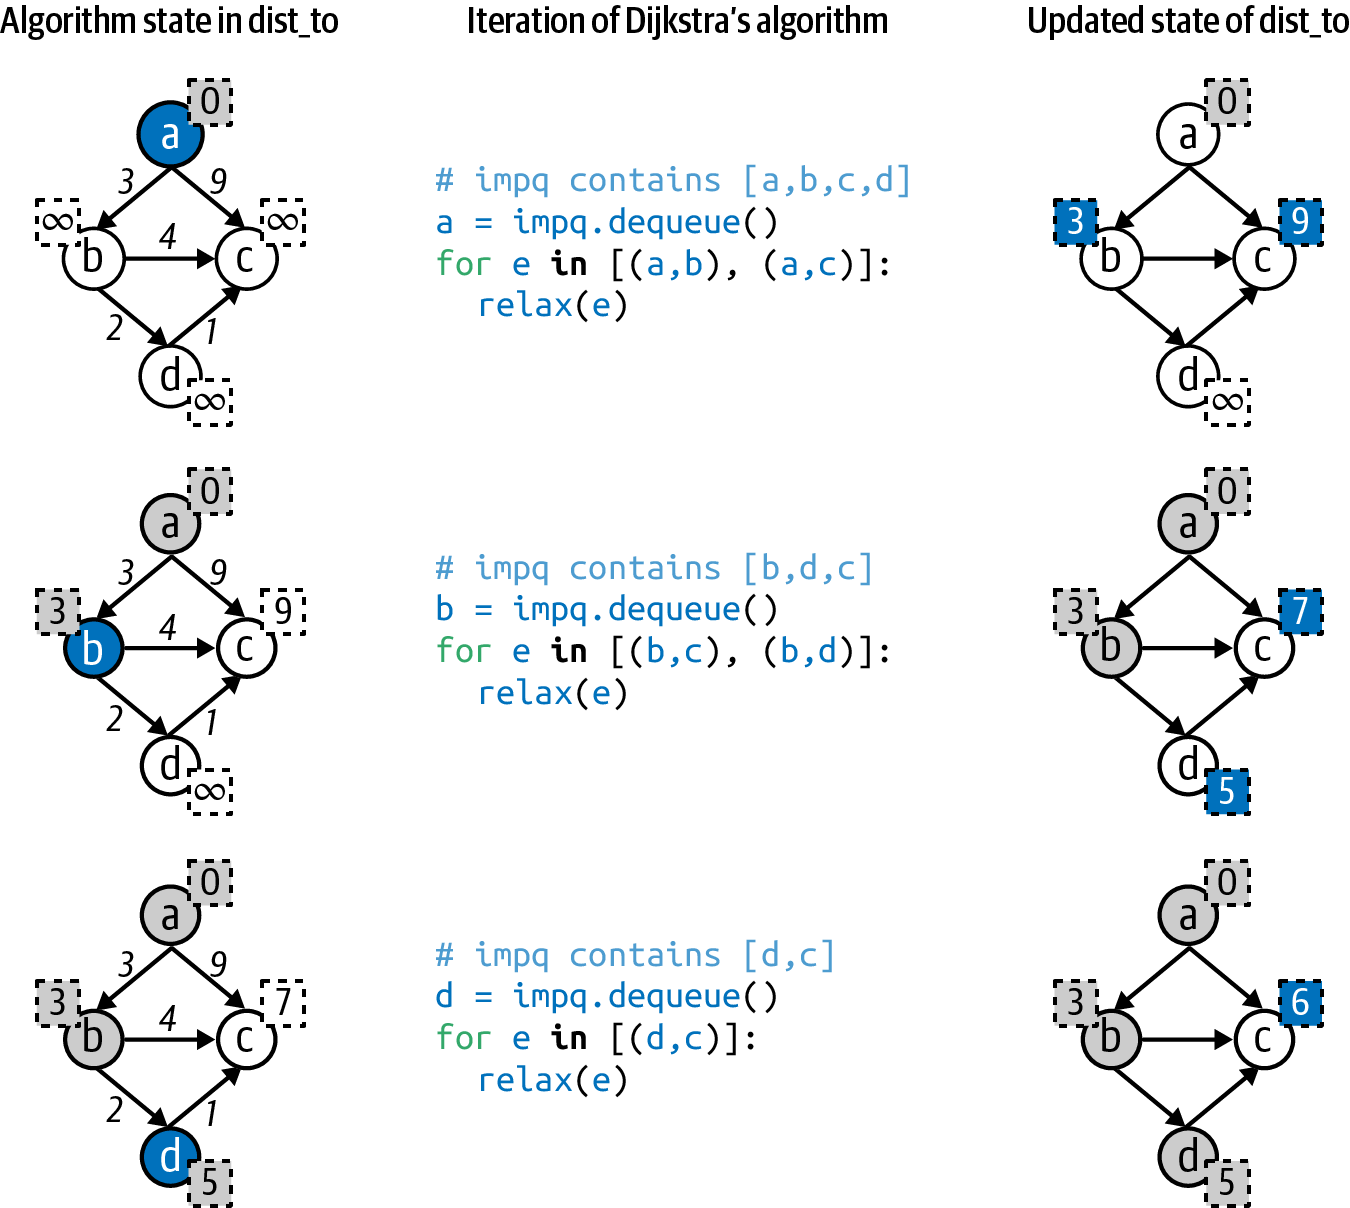 Algorithm state in dist_to
Iteration of Dijkstra's algorithm
Updated state of dist_to
0
a
3
9
∞
∞
4
b
c
2
1
d
∞
# impq contains [a,b,c,d]
a = impq.dequeue()
for e in [(a,b), (a,c)]:
relax(e)
0
a
3
9
b
c
d
∞
0
a
3
9
3
9
4
b
c
2
1
d
∞
# impq contains [b,d,c]
b = impq.dequeue()
for e in [(b,c), (b,d)]:
relax(e)
0
a
3
7
b
c
d
5
0
a
3
9
3
7
4
b
c
2
1
d
5
# impq contains [d,c]
d = impq.dequeue()
for e in [(d,c)]:
relax(e)
0
a
3
6
b
c
d
5